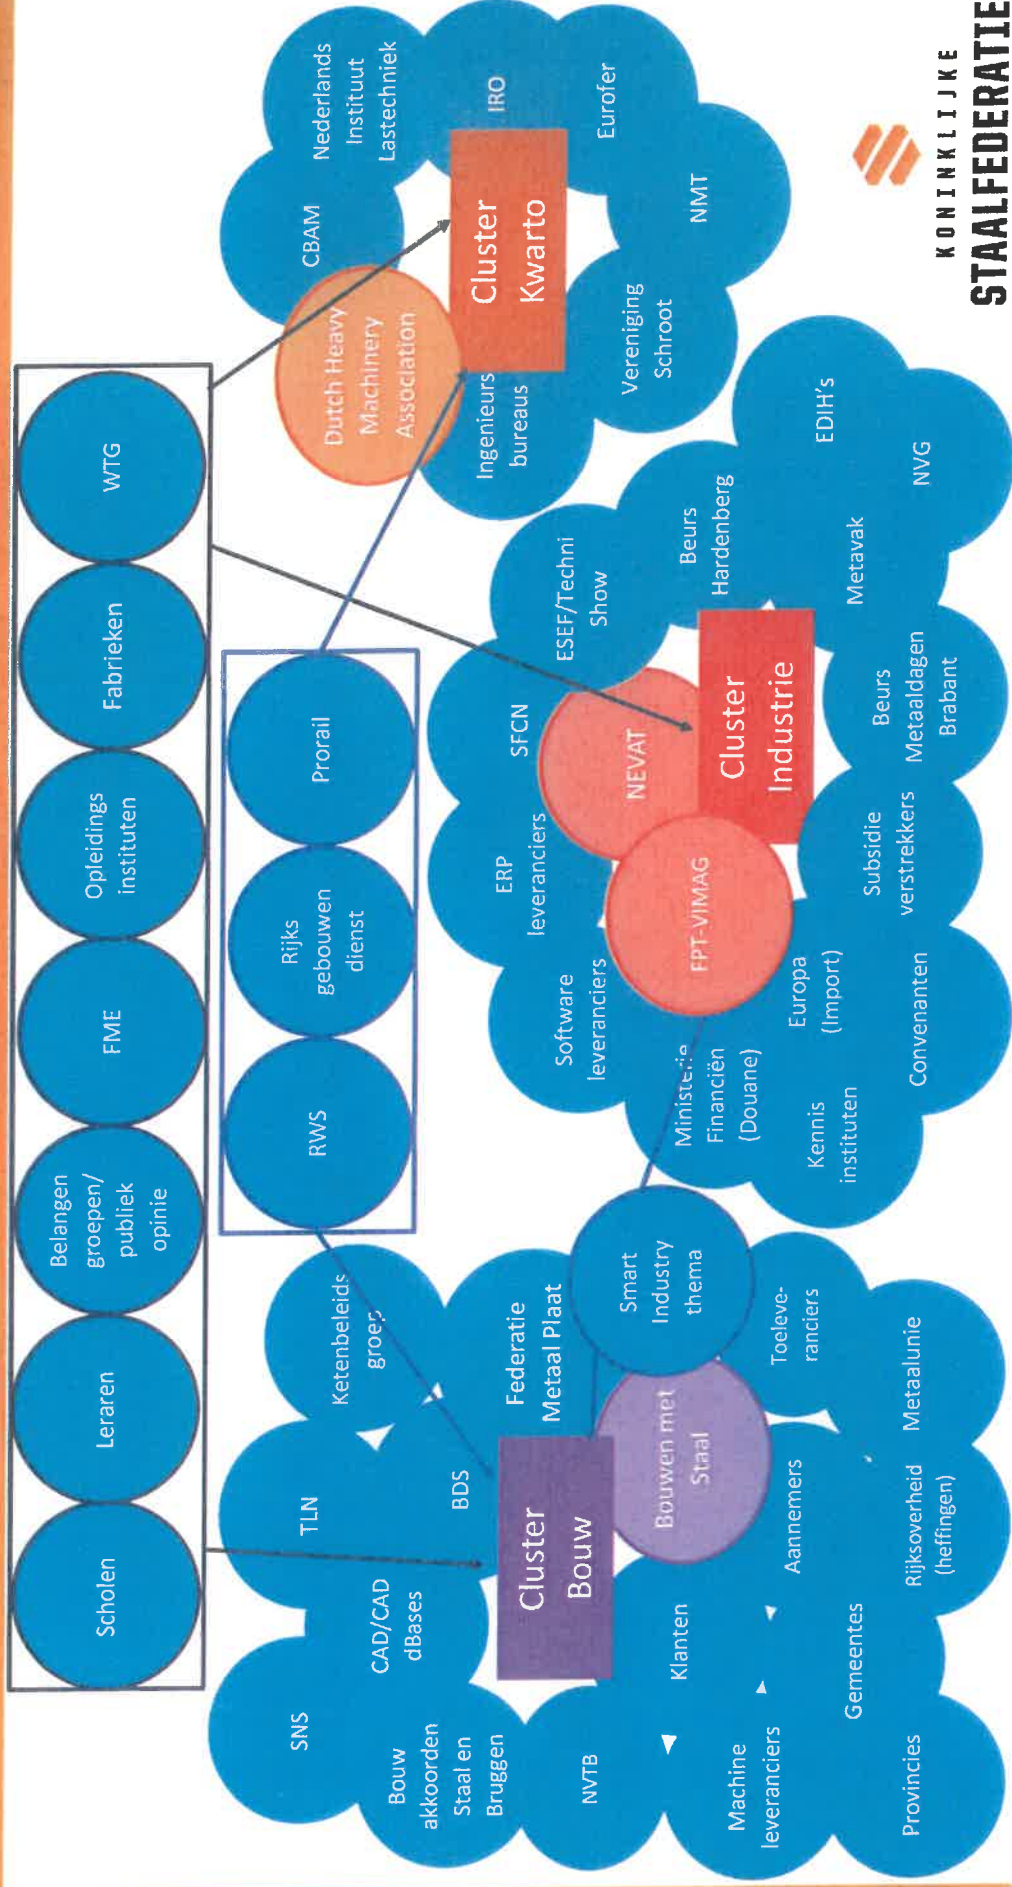 Scholen
Leraren
Belangen
groepen/
publiek
opinie
FME
Opleidings
instituten
Fabrieken
WTG
RWS
Rijks
gebouwen
dienst
Prorail
SNS
TLN
Ketenbeleids
groep
CAD/CAD
dBases
BDS
Bouw
akkoorden
Staal en
Bruggen
Federatie
Metaal Plaat
Cluster
Bouw
NVTB
Smart
Industry
thema
Bouwen met
Staal
Klanten
Machine
leveranciers
Aannemers
Toeleve-
ranciers
Gemeentes
Provincies
Rijksoverheid
(heffingen)
Metaalunie
Software
leveranciers
ERP
leveranciers
SFCN
ESEF/Techni
Show
NEVAT
FPT-VIMAG
Cluster
Industrie
Beurs
Hardenberg
Ministerie
Financiën
(Douane)
Europa
(Import)
Kennis
instituten
Convenanten
Subsidie
verstrekkers
Beurs
Metaaldagen
Brabant
Metavak
EDIH's
NVG
CBAM
Nederlands
Instituut
Lastechniek
Dutch Heavy
Machinery
Association
IRO
Cluster
Kwarto
Ingenieurs
bureaus
Eurofer
NMT
Vereniging
Schroot
KONINKLIJKE
STAALFEDERATIE